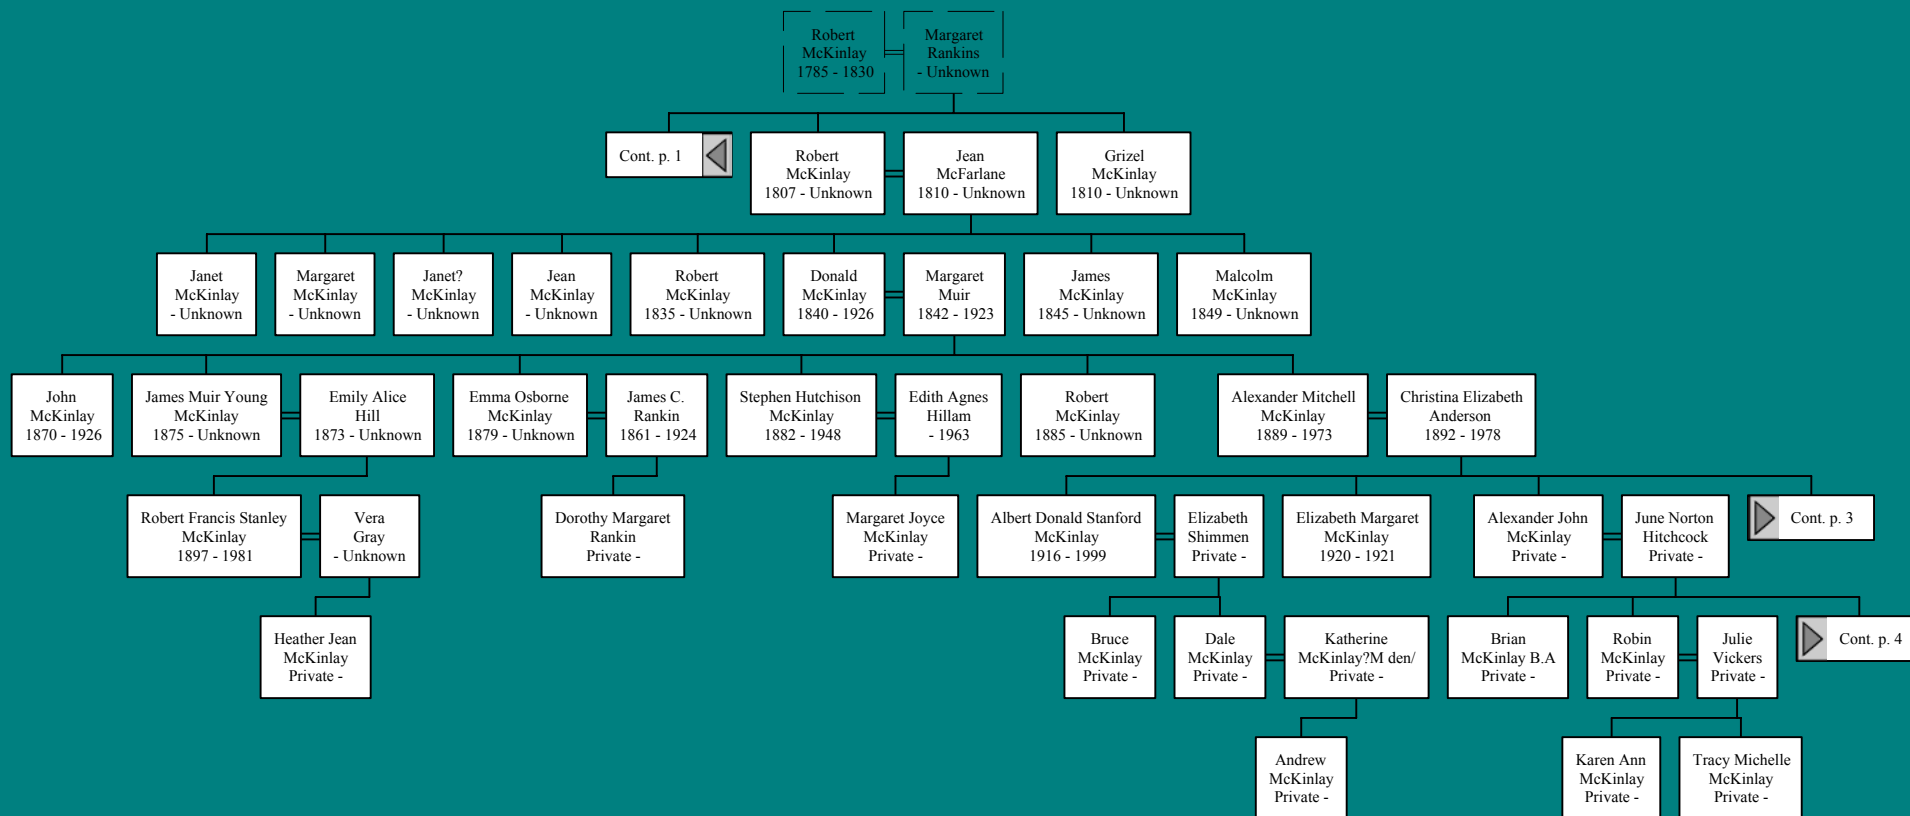 Robert
McKinlay
1785 - 1830
Margaret
Rankins
- Unknown
Cont. p. 1
Robert
McKinlay
1807 - Unknown
Jean
McFarlane
1810 - Unknown
Grizel
McKinlay
1810 - Unknown
Janet
McKinlay
- Unknown
Margaret
McKinlay
- Unknown
Janet?
McKinlay
- Unknown
Jean
McKinlay
- Unknown
Robert
McKinlay
1835 - Unknown
Donald
McKinlay
1840 - 1926
Margaret
Muir
1842 - 1923
James
McKinlay
1845 - Unknown
Malcolm
McKinlay
1849 - Unknown
John
McKinlay
1870 - 1926
James Muir Young
McKinlay
1875 - Unknown
Emily Alice
Hill
1873 - Unknown
Emma Osborne
McKinlay
1879 - Unknown
James C.
Rankin
1861 - 1924
Stephen Hutchison
McKinlay
1882 - 1948
Edith Agnes
Hillam
- 1963
Robert
McKinlay
1885 - Unknown
Alexander Mitchell
McKinlay
1889 - 1973
Christina Elizabeth
Anderson
1892 - 1978
Robert Francis Stanley
McKinlay
1897 - 1981
Vera
Gray
- Unknown
Dorothy Margaret
Rankin
Private -
Margaret Joyce
McKinlay
Private -
Albert Donald Stanford
McKinlay
1916 - 1999
Elizabeth
Shimmen
Private -
Elizabeth Margaret
McKinlay
1920 - 1921
Alexander John
McKinlay
Private -
June Norton
Hitchcock
Private -
Cont. p. 3
Heather Jean
McKinlay
Private -
Bruce
McKinlay
Private -
Dale
McKinlay
Private -
Katherine
McKinlay?M den/
Private -
Brian
McKinlay B.A
Private -
Robin
McKinlay
Private -
Julie
Vickers
Private -
Cont. p. 4
Andrew
McKinlay
Private -
Karen Ann
McKinlay
Private -
Tracy Michelle
McKinlay
Private -